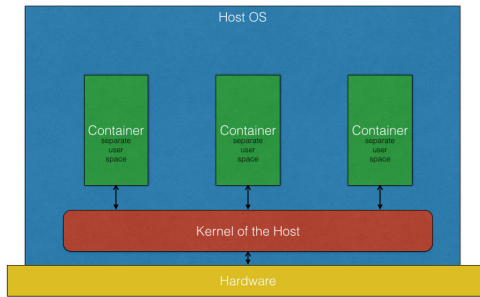 Host OS
Container
separate
user
space
Container
separate
user
space
Container
separate
user
space
Kernel of the Host
Hardware